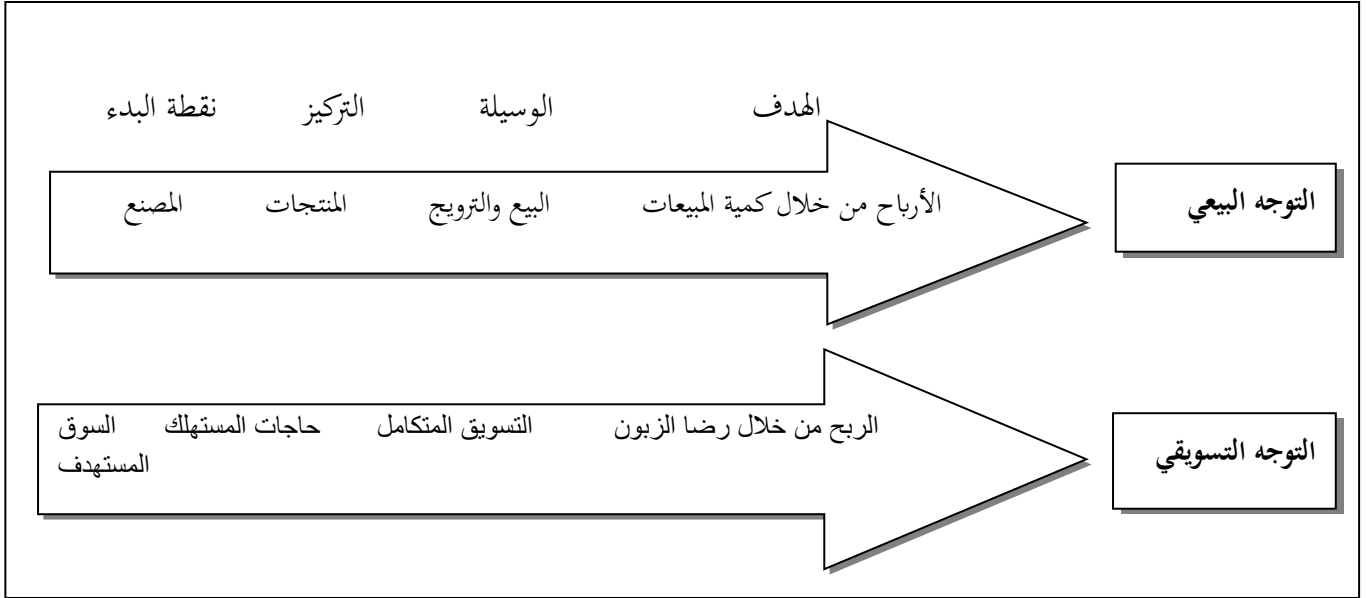 الهدف الوسيلة التركيز نقطة البدء
التوجه البيعي
الأرباح من خلال كمية المبيعات البيع والترويج المنتجات المصنع
التوجه التسويقي
الربح من خلال رضا الزبون التسويق المتكامل حاجات المستهلك السوق
المستهدف